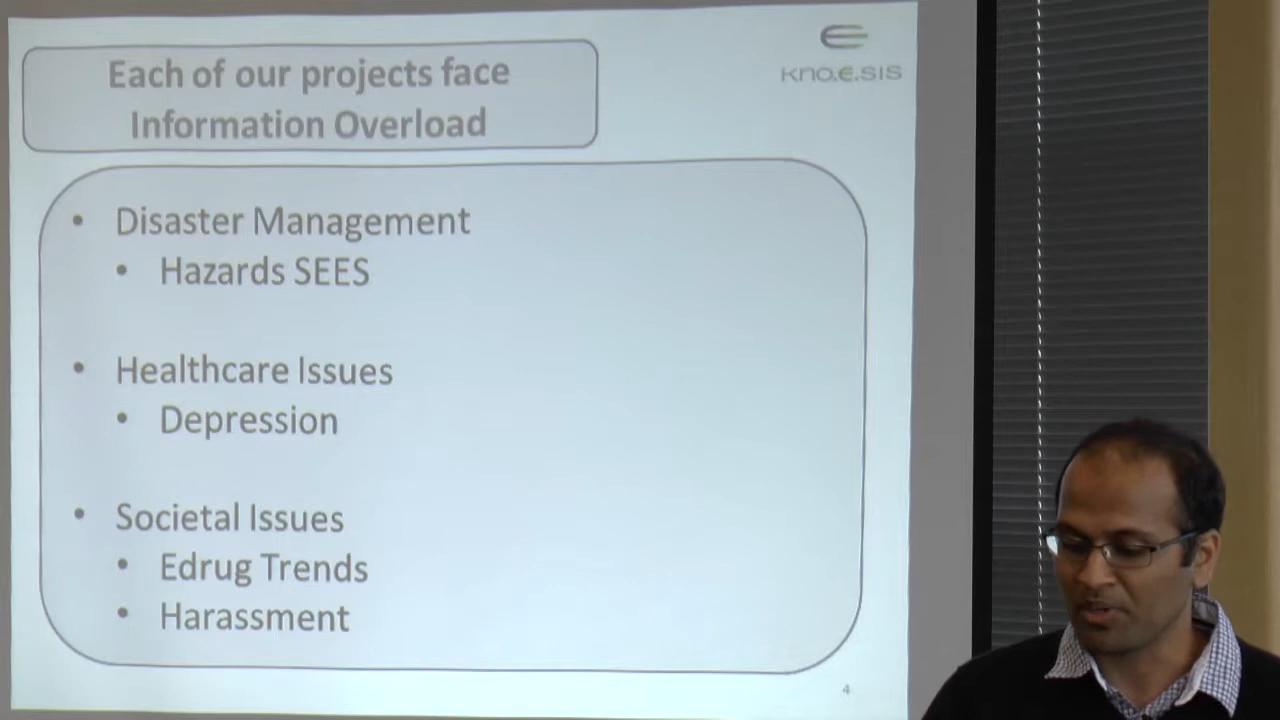 Each of our projects face
Information Overload
kno.e.sis
• Disaster Management
• Hazards SEES
• Healthcare Issues
• Depression
• Societal Issues
• Edrug Trends
• Harassment
4